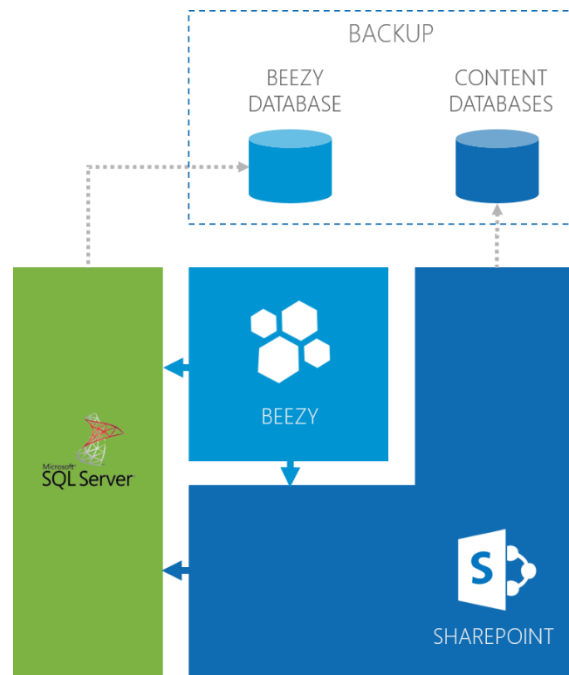 BACKUP
BEEZY
DATABASE
CONTENT
DATABASES
BEEZY
Microsoft
SQL Server
S
SHAREPOINT